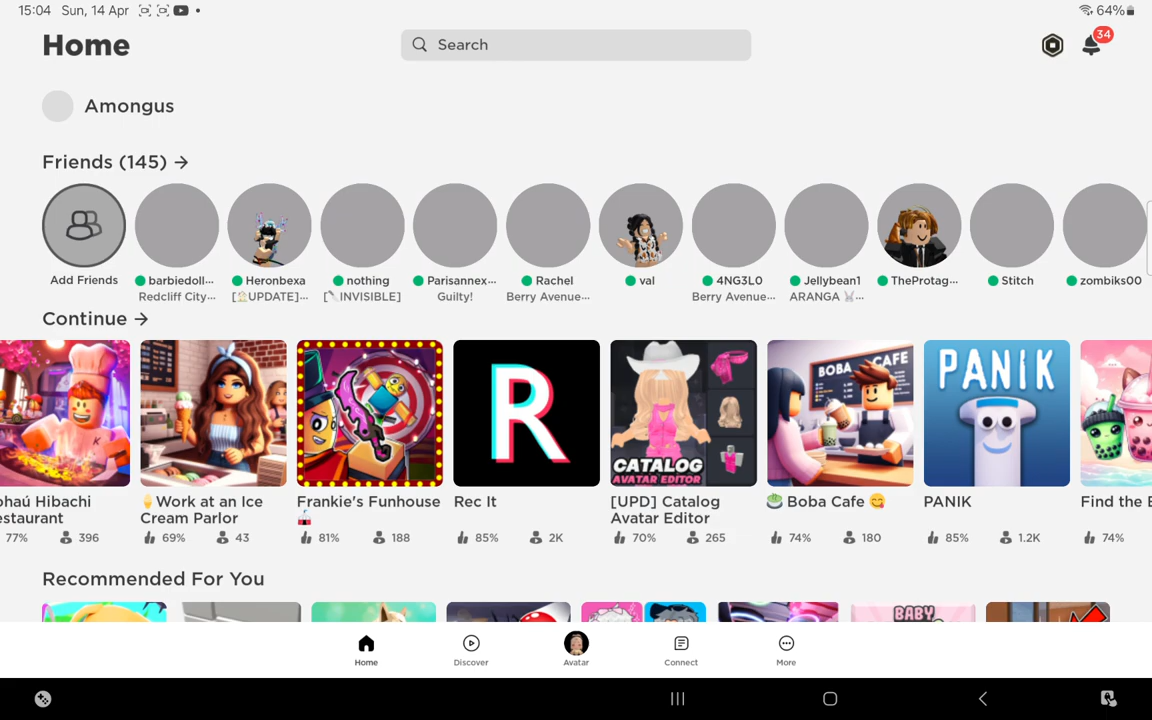 15:04 Sun, 14 Apr
64%
Home
Search
34
Amongus
Friends (145) →
Add Friends
barbiedoll...
Redcliff City...
Heronbexa
[🏠UPDATE]...
nothing
[🔪INVISIBLE]
Parisannex...
Guilty!
Rachel
Berry Avenue...
val
4NG3L0
Berry Avenue...
Jellybean1
ARANGA 🐰...
TheProtag...
Stitch
zombiks00
Continue →
BOBA CAFE
PANIK
R
CATALOG
AVATAR EDITOR
K
ohaú Hibachi
estaurant
77% 396
🍦Work at an Ice
Cream Parlor
69% 43
Frankie's Funhouse
🎪
81% 188
Rec It
85% 2K
[UPD] Catalog
Avatar Editor
70% 265
🍵 Boba Cafe 😋
74% 180
PANIK
85% 1.2K
Find the B
74%
Recommended For You
BABY
Home
Discover
Avatar
Connect
More